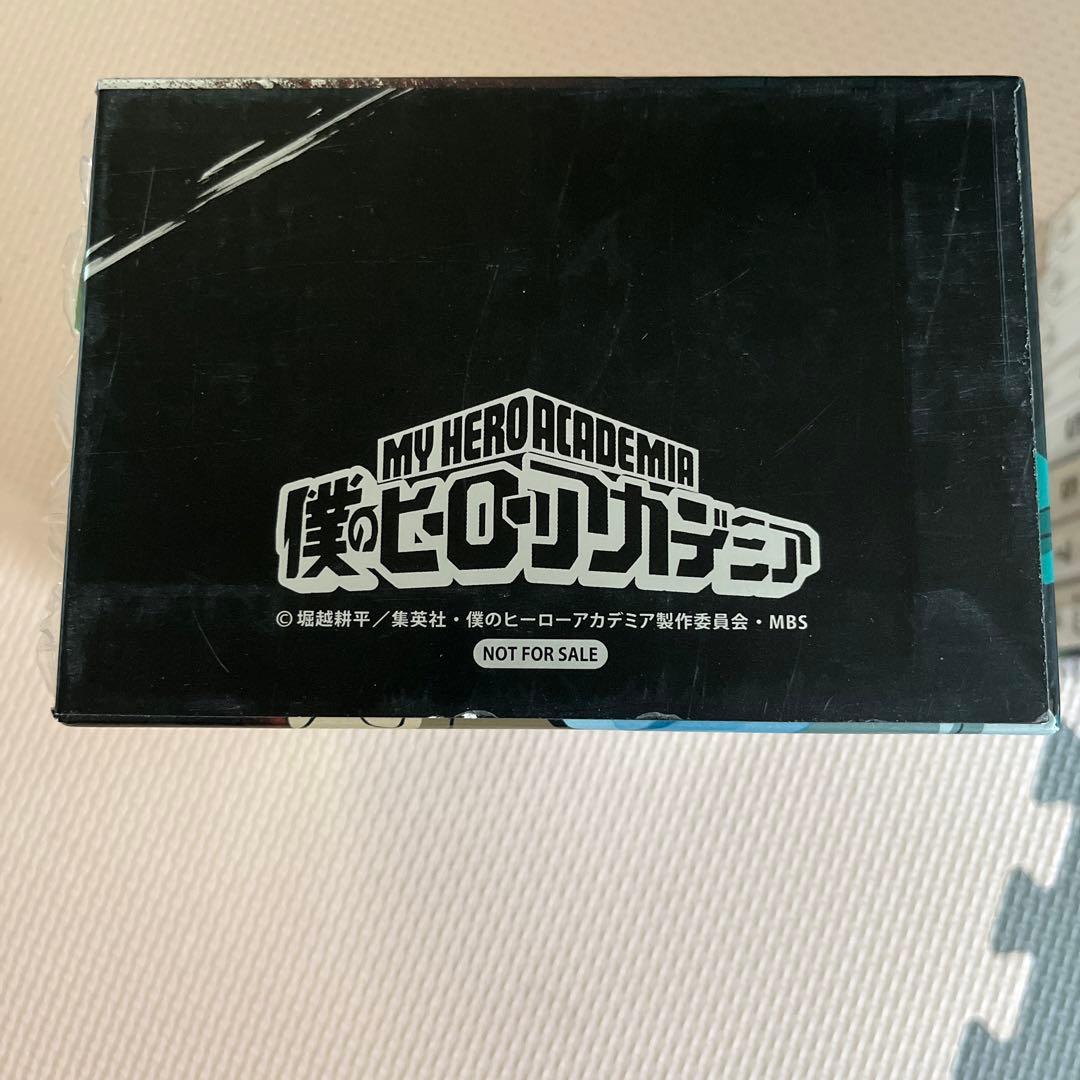 MY HERO ACADEMIA
僕のヒーローアカデミア
© 堀越耕平／集英社・僕のヒーローアカデミア製作委員会・MBS
NOT FOR SALE